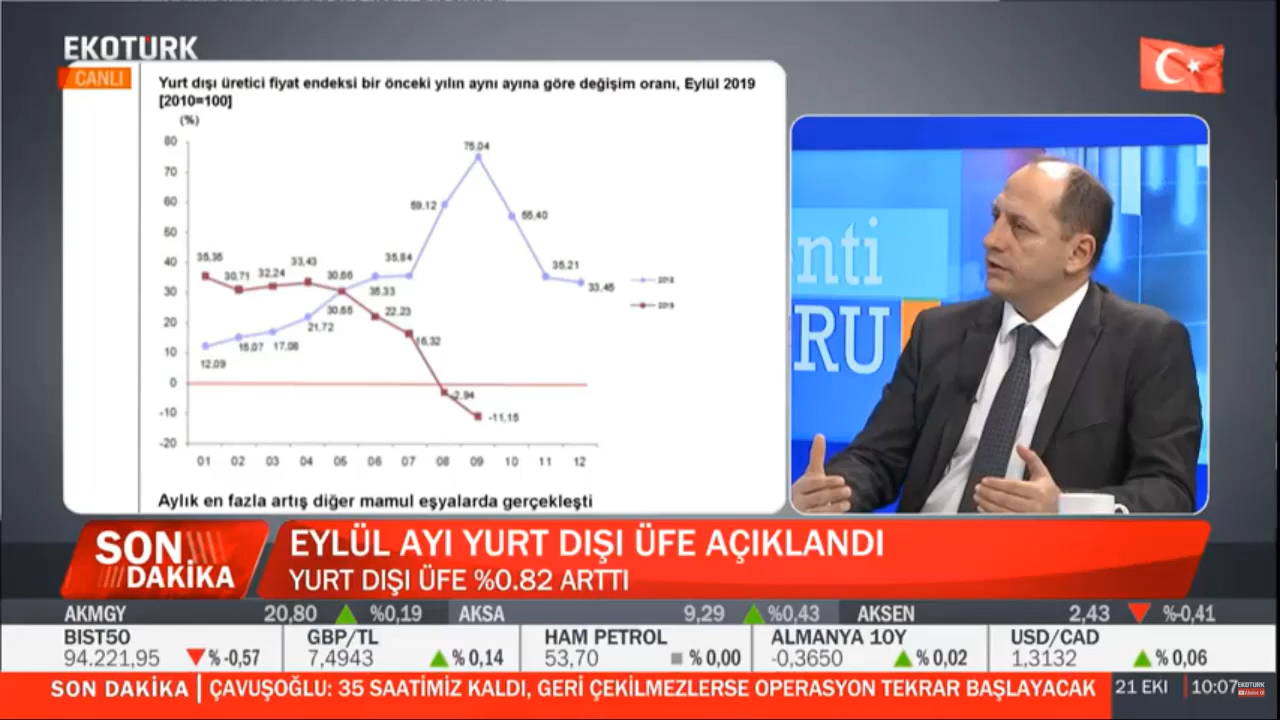 EKOTÜRK
CANLI
Yurt dışı üretici fiyat endeksi bir önceki yılın aynı ayına göre değişim oranı, Eylül 2019
[2010=100]
(%)
80
70
60
50
40
30
20
10
0
-10
-20
75,04
59,12
55,40
35,35
30,71
32,24
33,43
30,65
35,84
35,21
33,45
35,33
30,65
22,23
21,72
16,32
12,09
15,07
17,08
-2,94
-11,15
2018
2019
01 02 03 04 05 06 07 08 09 10 11 12
Aylık en fazla artış diğer mamul eşyalarda gerçekleşti
nti
RU
SON DAKİKA
EYLÜL AYI YURT DIŞI ÜFE AÇIKLANDI
YURT DIŞI ÜFE %0.82 ARTTI
AKMGY 20,80 %0,19 AKSA 9,29 %0,43 AKSEN 2,43 %-0,41
BIST50 GBP/TL HAM PETROL ALMANYA 10Y USD/CAD
94.221,95 % -0,57 7,4943 % 0,14 53,70 % 0,00 -0,3650 % 0,02 1,3132 % 0,06
SON DAKİKA | ÇAVUŞOĞLU: 35 SAATİMİZ KALDI, GERİ ÇEKİLMEZLERSE OPERASYON TEKRAR BAŞLAYACAK 21 EKI 10:07 EKOTÜRK